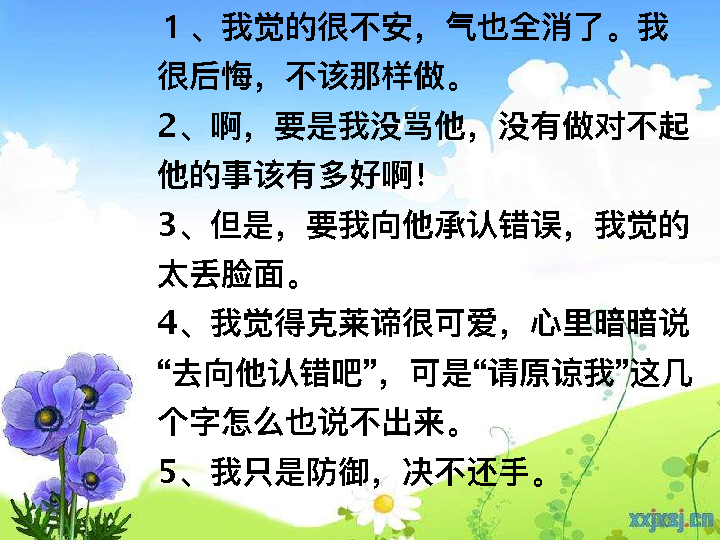 1、我觉的很不安，气也全消了。我
很后悔，不该那样做。
2、啊，要是我没骂他，没有做对不起
他的事该有多好啊！
3、但是，要我向他承认错误，我觉的
太丢脸面。
4、我觉得克莱谛很可爱，心里暗暗说
“去向他认错吧”，可是“请原谅我”这几
个字怎么也说不出来。
5、我只是防御，决不还手。
xxjxsj.cn